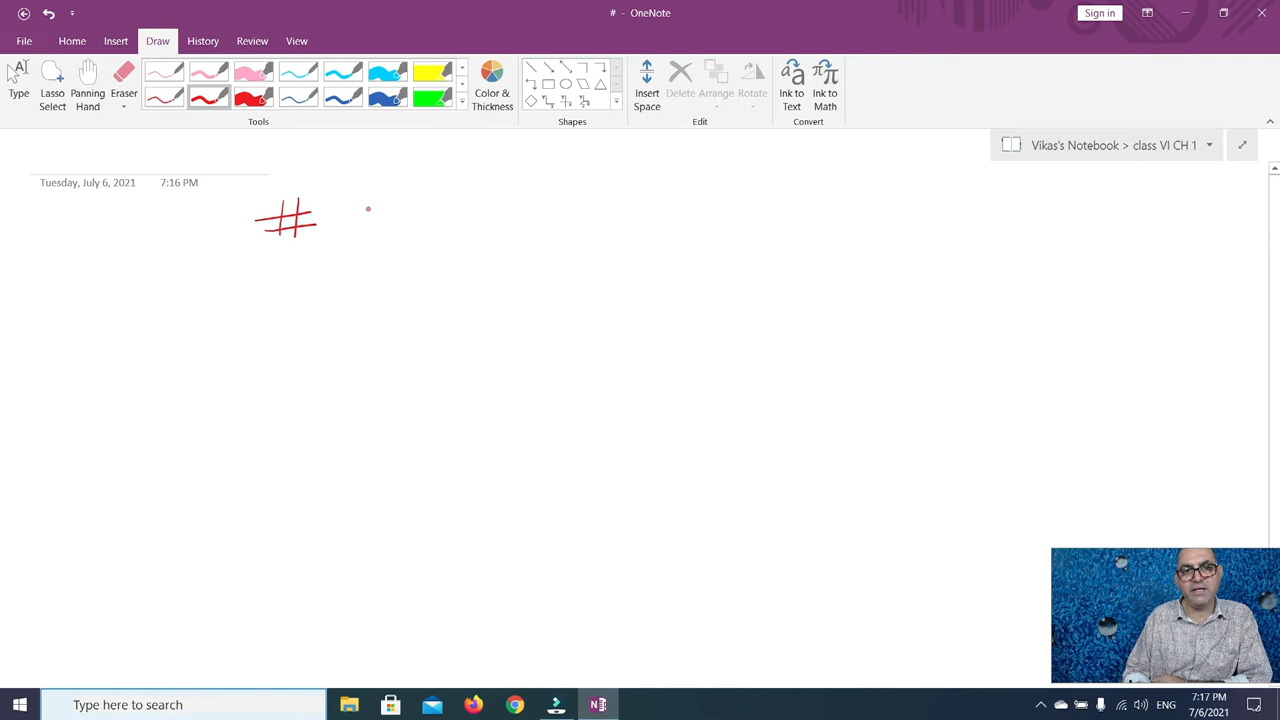 # - OneNote
Sign in
File Home Insert Draw History Review View
Type
Lasso Select
Panning Hand
Eraser
Color & Thickness
Insert Space
Delete
Arrange
Rotate
Ink to Text
Ink to Math
Tools
Shapes
Edit
Convert
Vikas's Notebook > class VI CH 1
Tuesday, July 6, 2021 7:16 PM
#
Type here to search
N
ENG
7:17 PM
7/6/2021